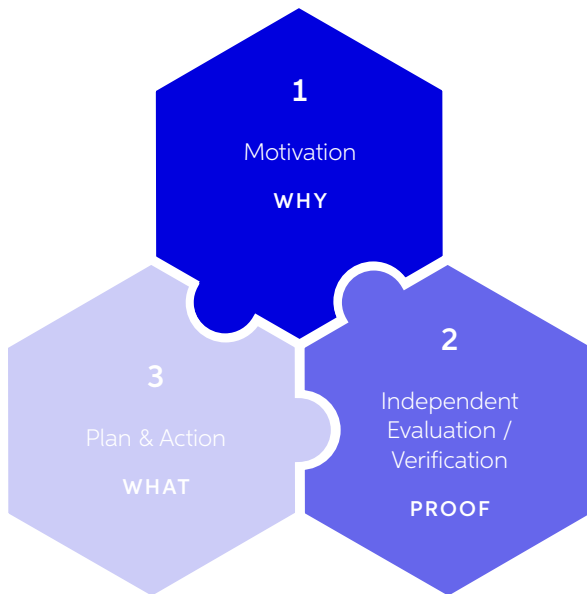 1
Motivation
WHY
2
Independent
Evaluation /
Verification
PROOF
3
Plan & Action
WHAT